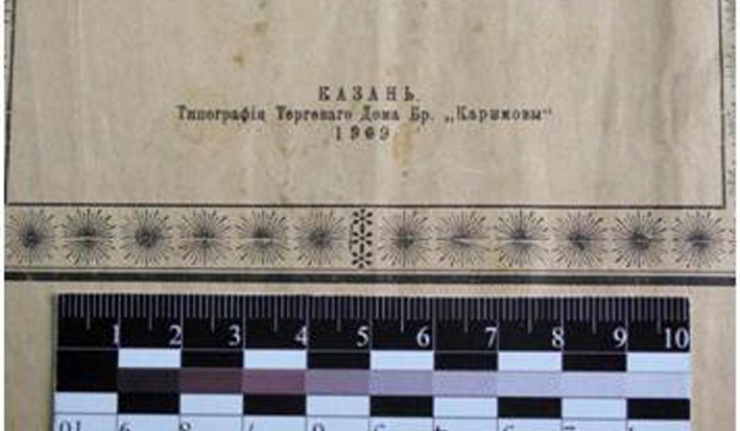 КАЗАНЬ.
Типографія Торговаго Дома Бр. „Каримовы“
1909
1 2 3 4 5 6 7 8 9 10